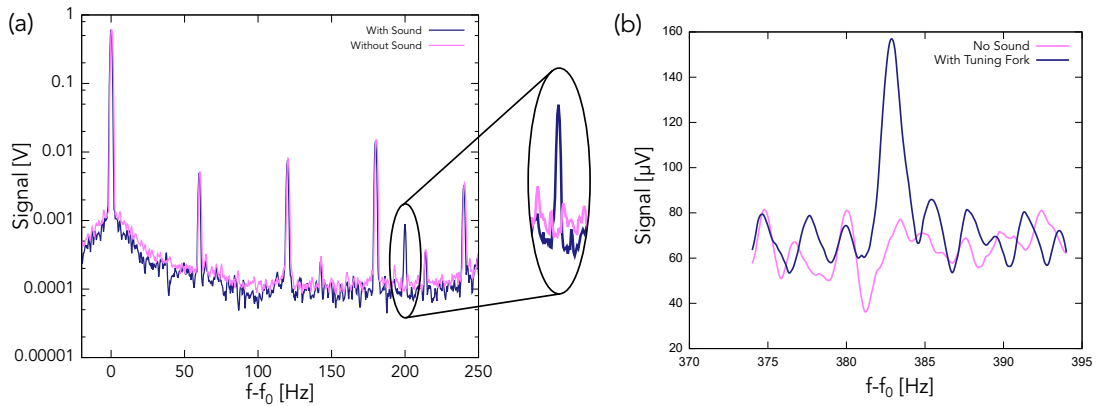 (a)
With Sound
Without Sound
Signal [V]
1
0.1
0.01
0.001
0.0001
0.00001
0 50 100 150 200 250
f-f₀ [Hz]
(b)
No Sound
With Tuning Fork
Signal [µV]
160
140
120
100
80
60
40
20
370 375 380 385 390 395
f-f₀ [Hz]